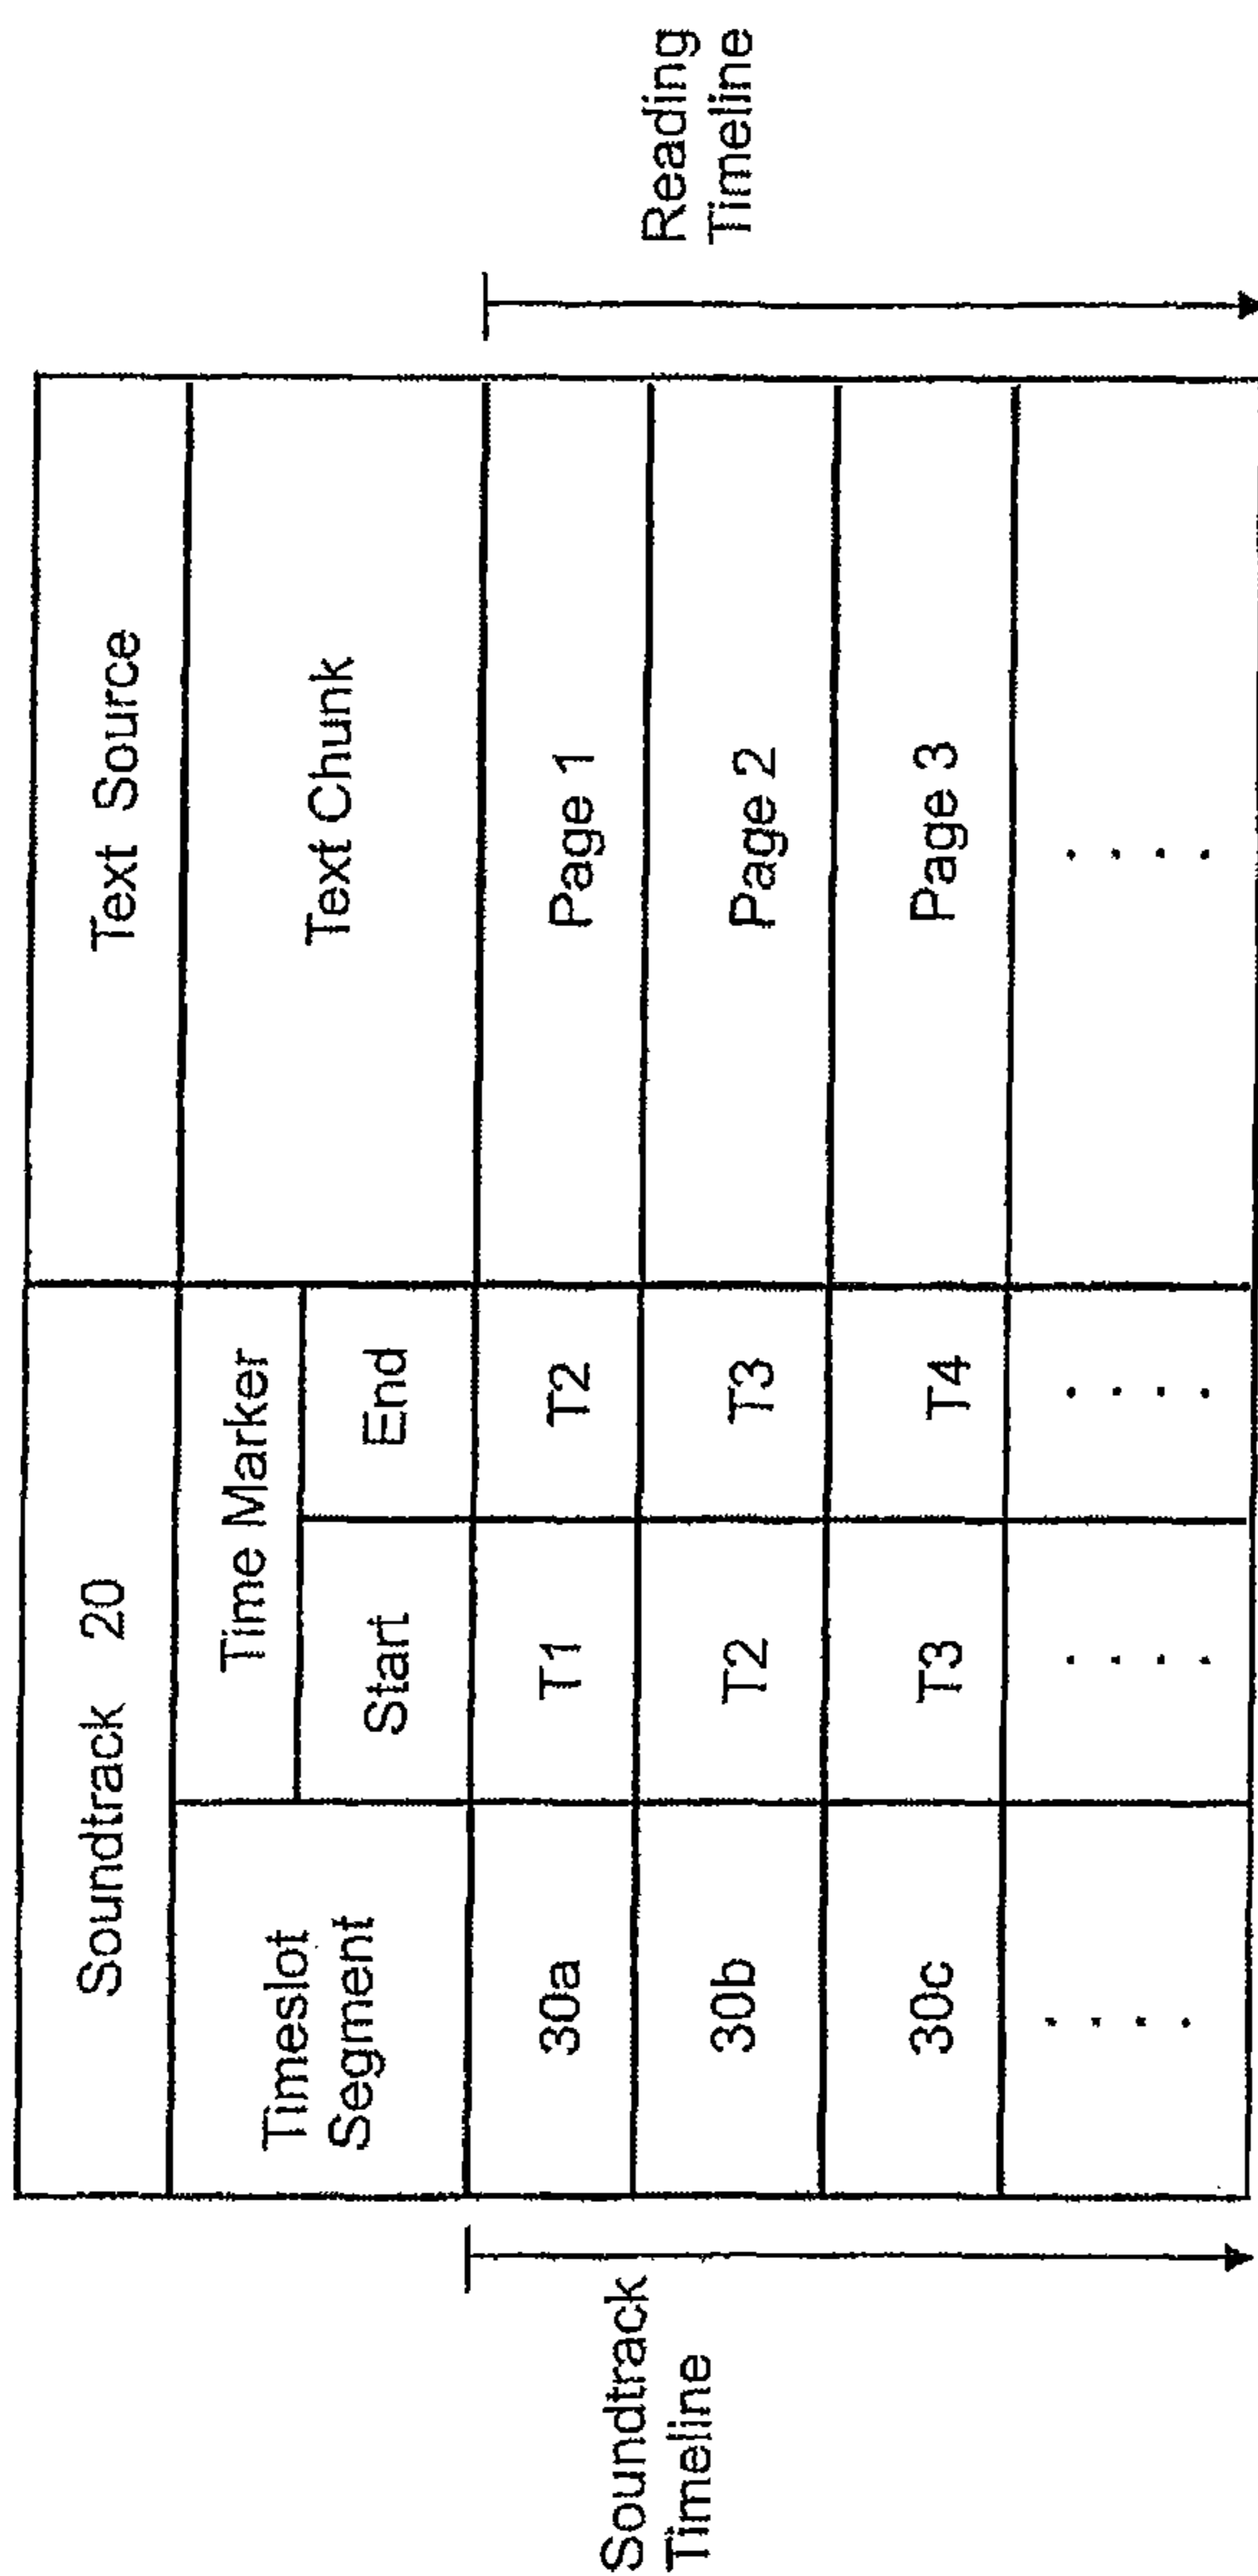 Soundtrack 20 Text Source
Timeslot
Segment
Time Marker
Text Chunk
Start End
30a T1 T2 Page 1
30b T2 T3 Page 2
30c T3 T4 Page 3
. . . . . . . . . . . . . . . .
Soundtrack
Timeline
Reading
Timeline